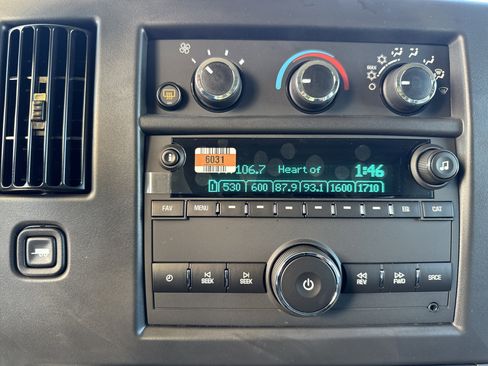 6031
106.7 Heart of 1:46
1 530 600 87.9 93.1 1600 1710
FAV MENU CAT
SEEK SEEK REV FWD SRCE